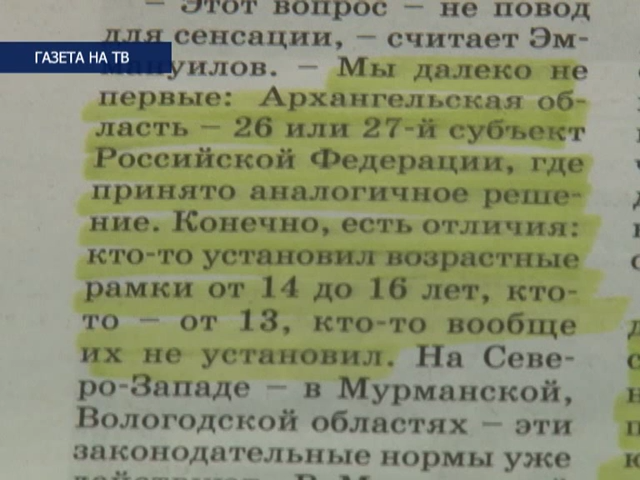 ГАЗЕТА НА ТВ
– Этот вопрос – не повод
для сенсации, – считает Эм-
мануилов. – Мы далеко не
первые: Архангельская об-
ласть – 26 или 27-й субъект
Российской Федерации, где
принято аналогичное реше-
ние. Конечно, есть отличия:
кто-то установил возрастные
рамки от 14 до 16 лет, кто-
то – от 13, кто-то вообще
их не установил. На Севе-
ро-Западе – в Мурманской,
Вологодской областях – эти
законодательные нормы уже